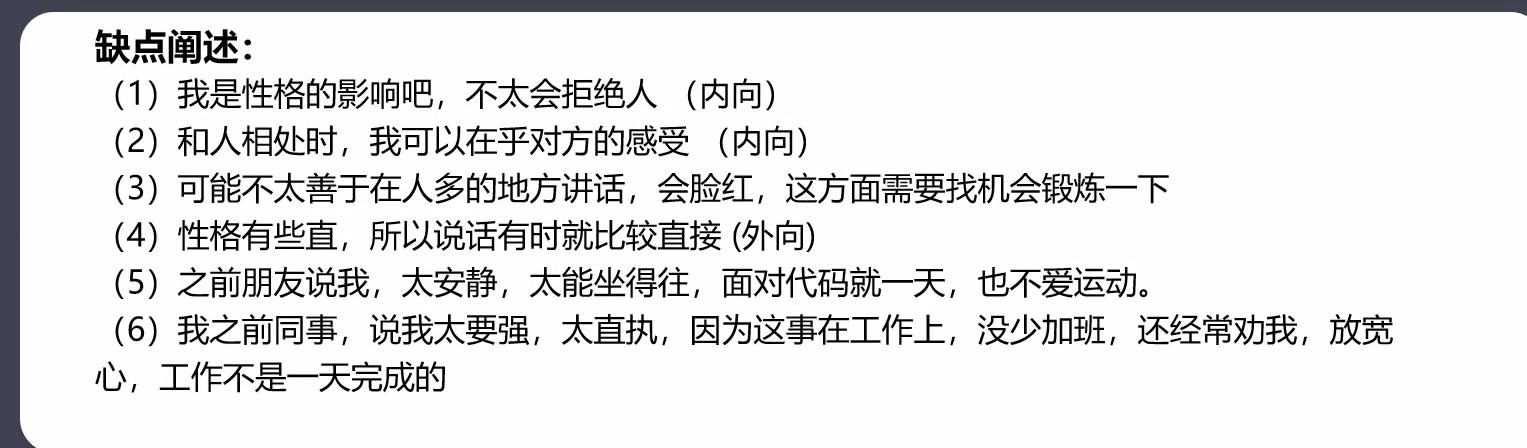 缺点阐述：
（1）我是性格的影响吧，不太会拒绝人 （内向）
（2）和人相处时，我可以在乎对方的感受 （内向）
（3）可能不太善于在人多的地方讲话，会脸红，这方面需要找机会锻炼一下
（4）性格有些直，所以说话有时就比较直接 (外向)
（5）之前朋友说我，太安静，太能坐得往，面对代码就一天，也不爱运动。
（6）我之前同事，说我太要强，太直执，因为这事在工作上，没少加班，还经常劝我，放宽
心，工作不是一天完成的